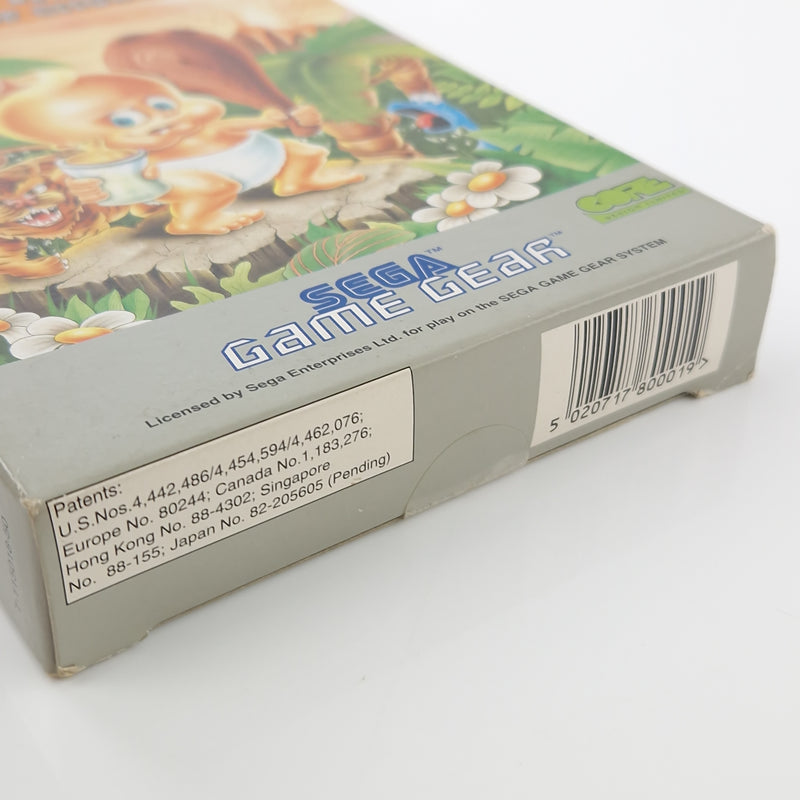 CORE
SEGA™
GAME GEAR™
Licensed by Sega Enterprises Ltd. for play on the SEGA GAME GEAR SYSTEM
Patents:
U.S.Nos.4,442,486/4,454,594/4,462,076;
Europe No. 80244; Canada No.1,183,276;
Hong Kong No. 88-4302; Singapore
No. 88-155; Japan No. 82-205605 (Pending)
5 020717 800019 >